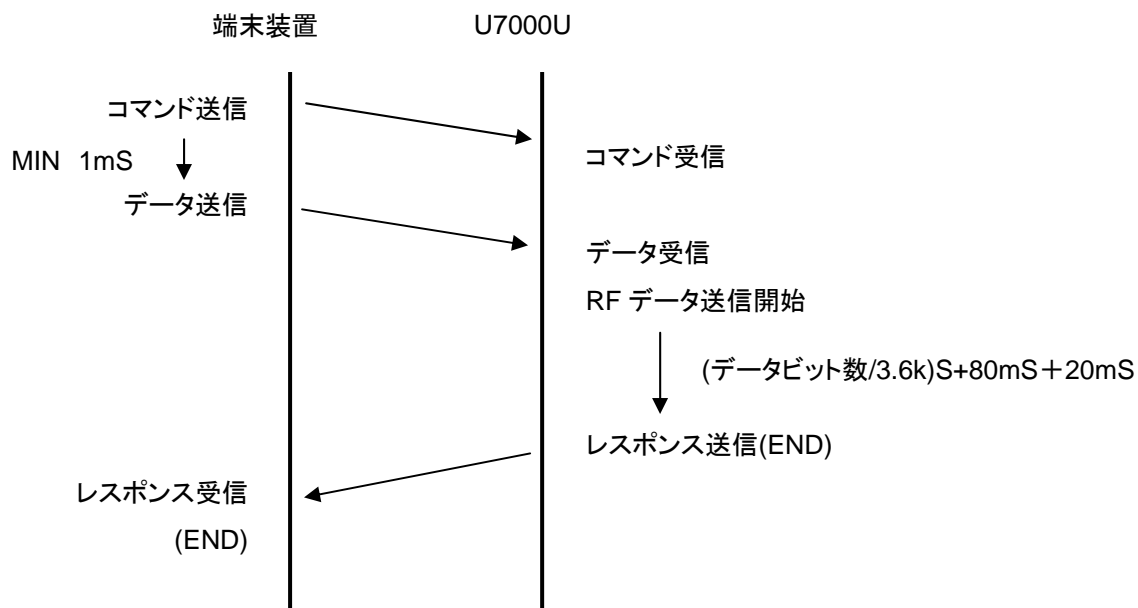 端末装置 U7000U
コマンド送信
コマンド受信
MIN 1mS
データ送信
データ受信
RF データ送信開始
(データビット数/3.6k)S+80mS＋20mS
レスポンス送信(END)
レスポンス受信
(END)